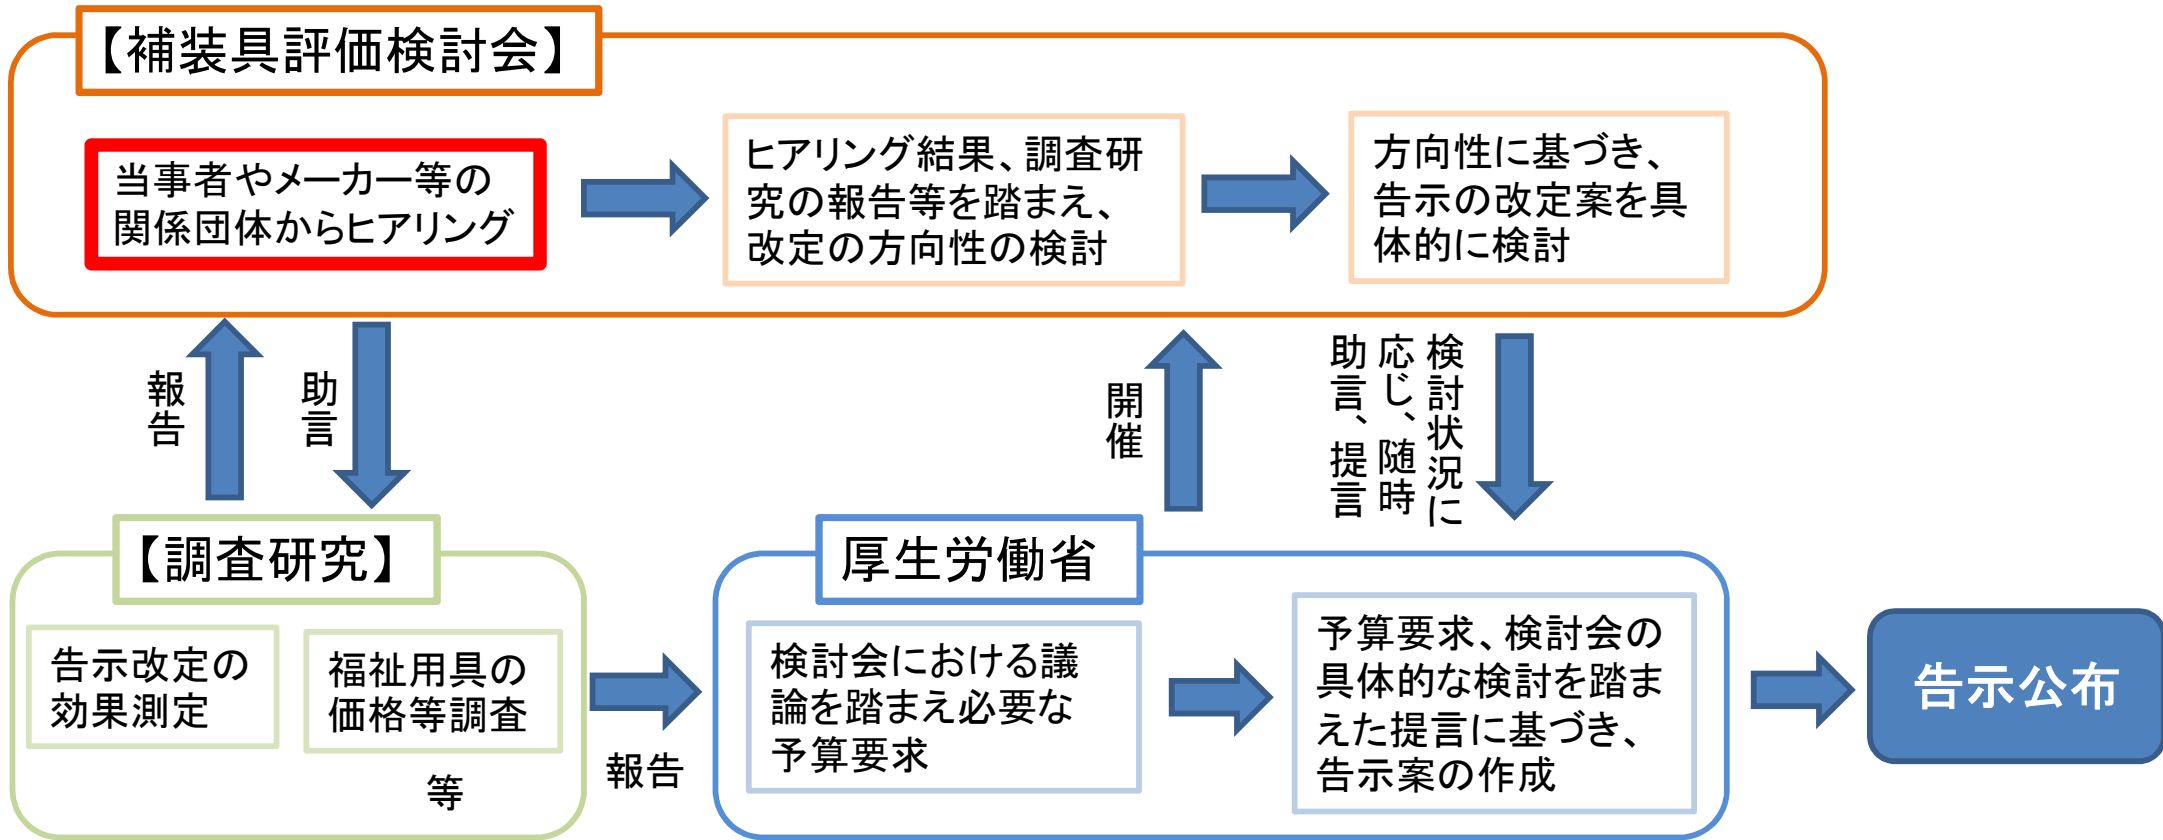 【補装具評価検討会】
当事者やメーカー等の
関係団体からヒアリング
ヒアリング結果、調査研
究の報告等を踏まえ、
改定の方向性の検討
方向性に基づき、
告示の改定案を具
体的に検討
報告
助言
開催
検討状況に
応じ、随時
助言、提言
【調査研究】
告示改定の
効果測定
福祉用具の
価格等調査
等
報告
厚生労働省
検討会における議
論を踏まえ必要な
予算要求
予算要求、検討会の
具体的な検討を踏ま
えた提言に基づき、
告示案の作成
告示公布